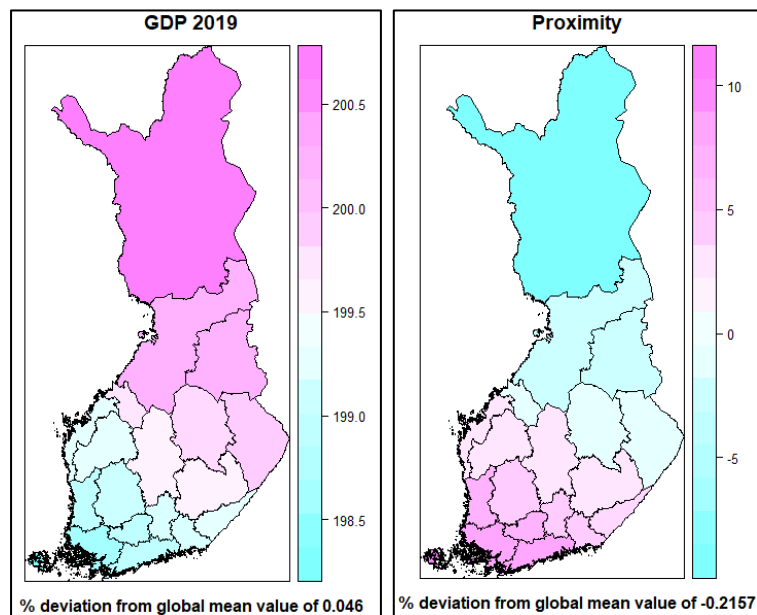 GDP 2019
200.5
200.0
199.5
199.0
198.5
% deviation from global mean value of 0.046
Proximity
10
5
0
-5
% deviation from global mean value of -0.2157